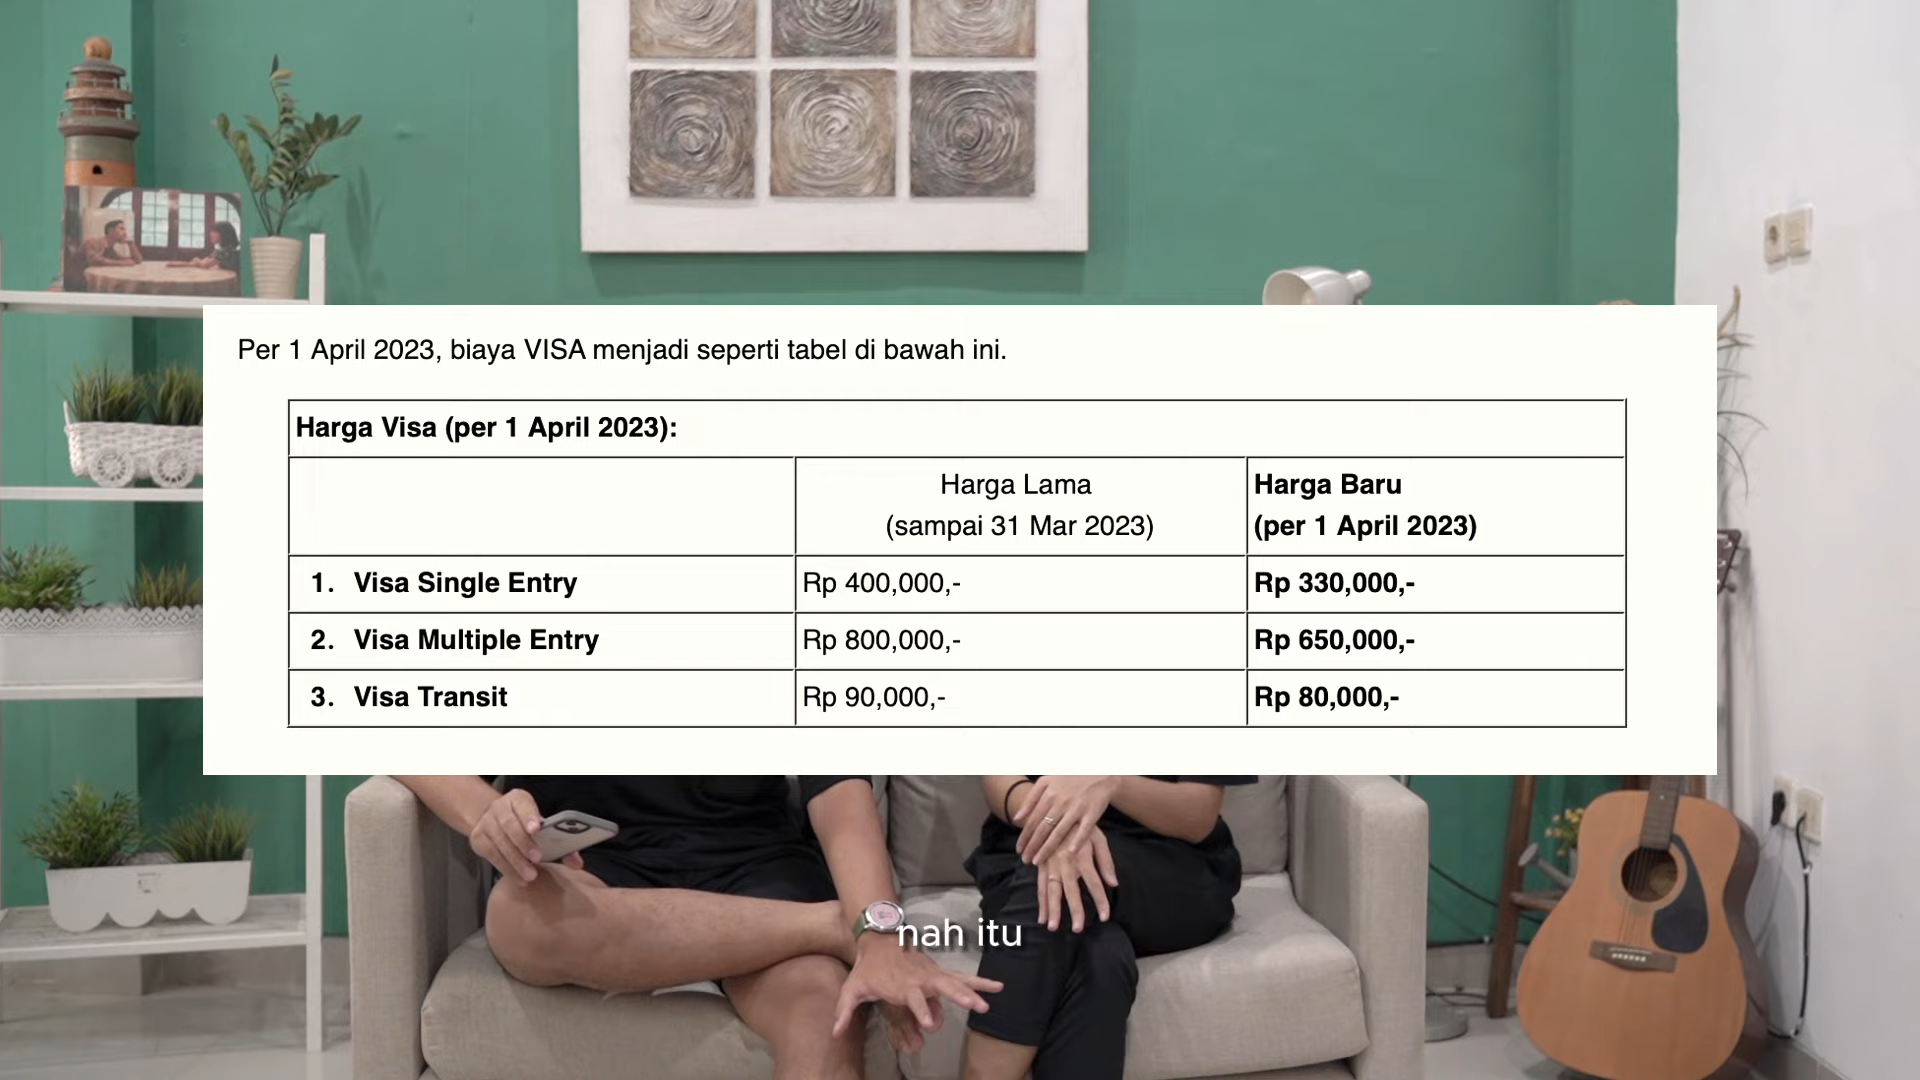 Per 1 April 2023, biaya VISA menjadi seperti tabel di bawah ini.
Harga Visa (per 1 April 2023):
Harga Lama
(sampai 31 Mar 2023)
Harga Baru
(per 1 April 2023)
1. Visa Single Entry Rp 400,000,- Rp 330,000,-
2. Visa Multiple Entry Rp 800,000,- Rp 650,000,-
3. Visa Transit Rp 90,000,- Rp 80,000,-
nah itu